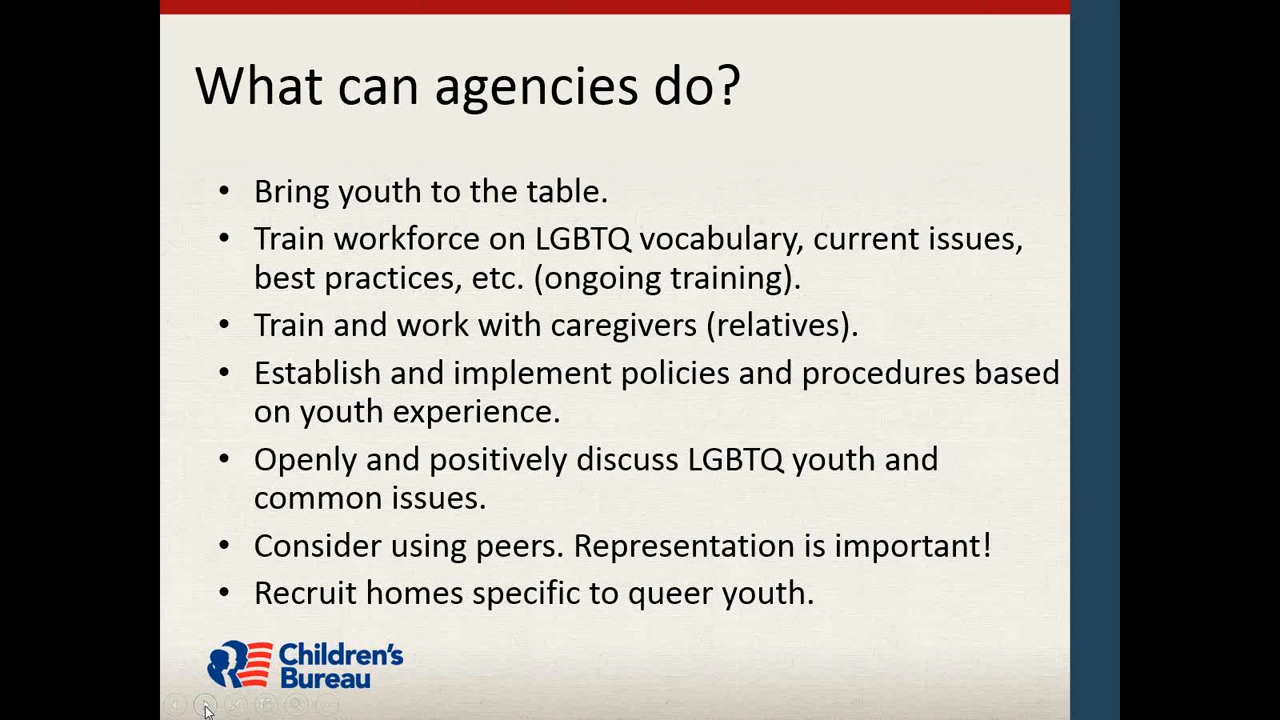 What can agencies do?
• Bring youth to the table.
• Train workforce on LGBTQ vocabulary, current issues,
best practices, etc. (ongoing training).
• Train and work with caregivers (relatives).
• Establish and implement policies and procedures based
on youth experience.
• Openly and positively discuss LGBTQ youth and
common issues.
• Consider using peers. Representation is important!
• Recruit homes specific to queer youth.
Children's
Bureau